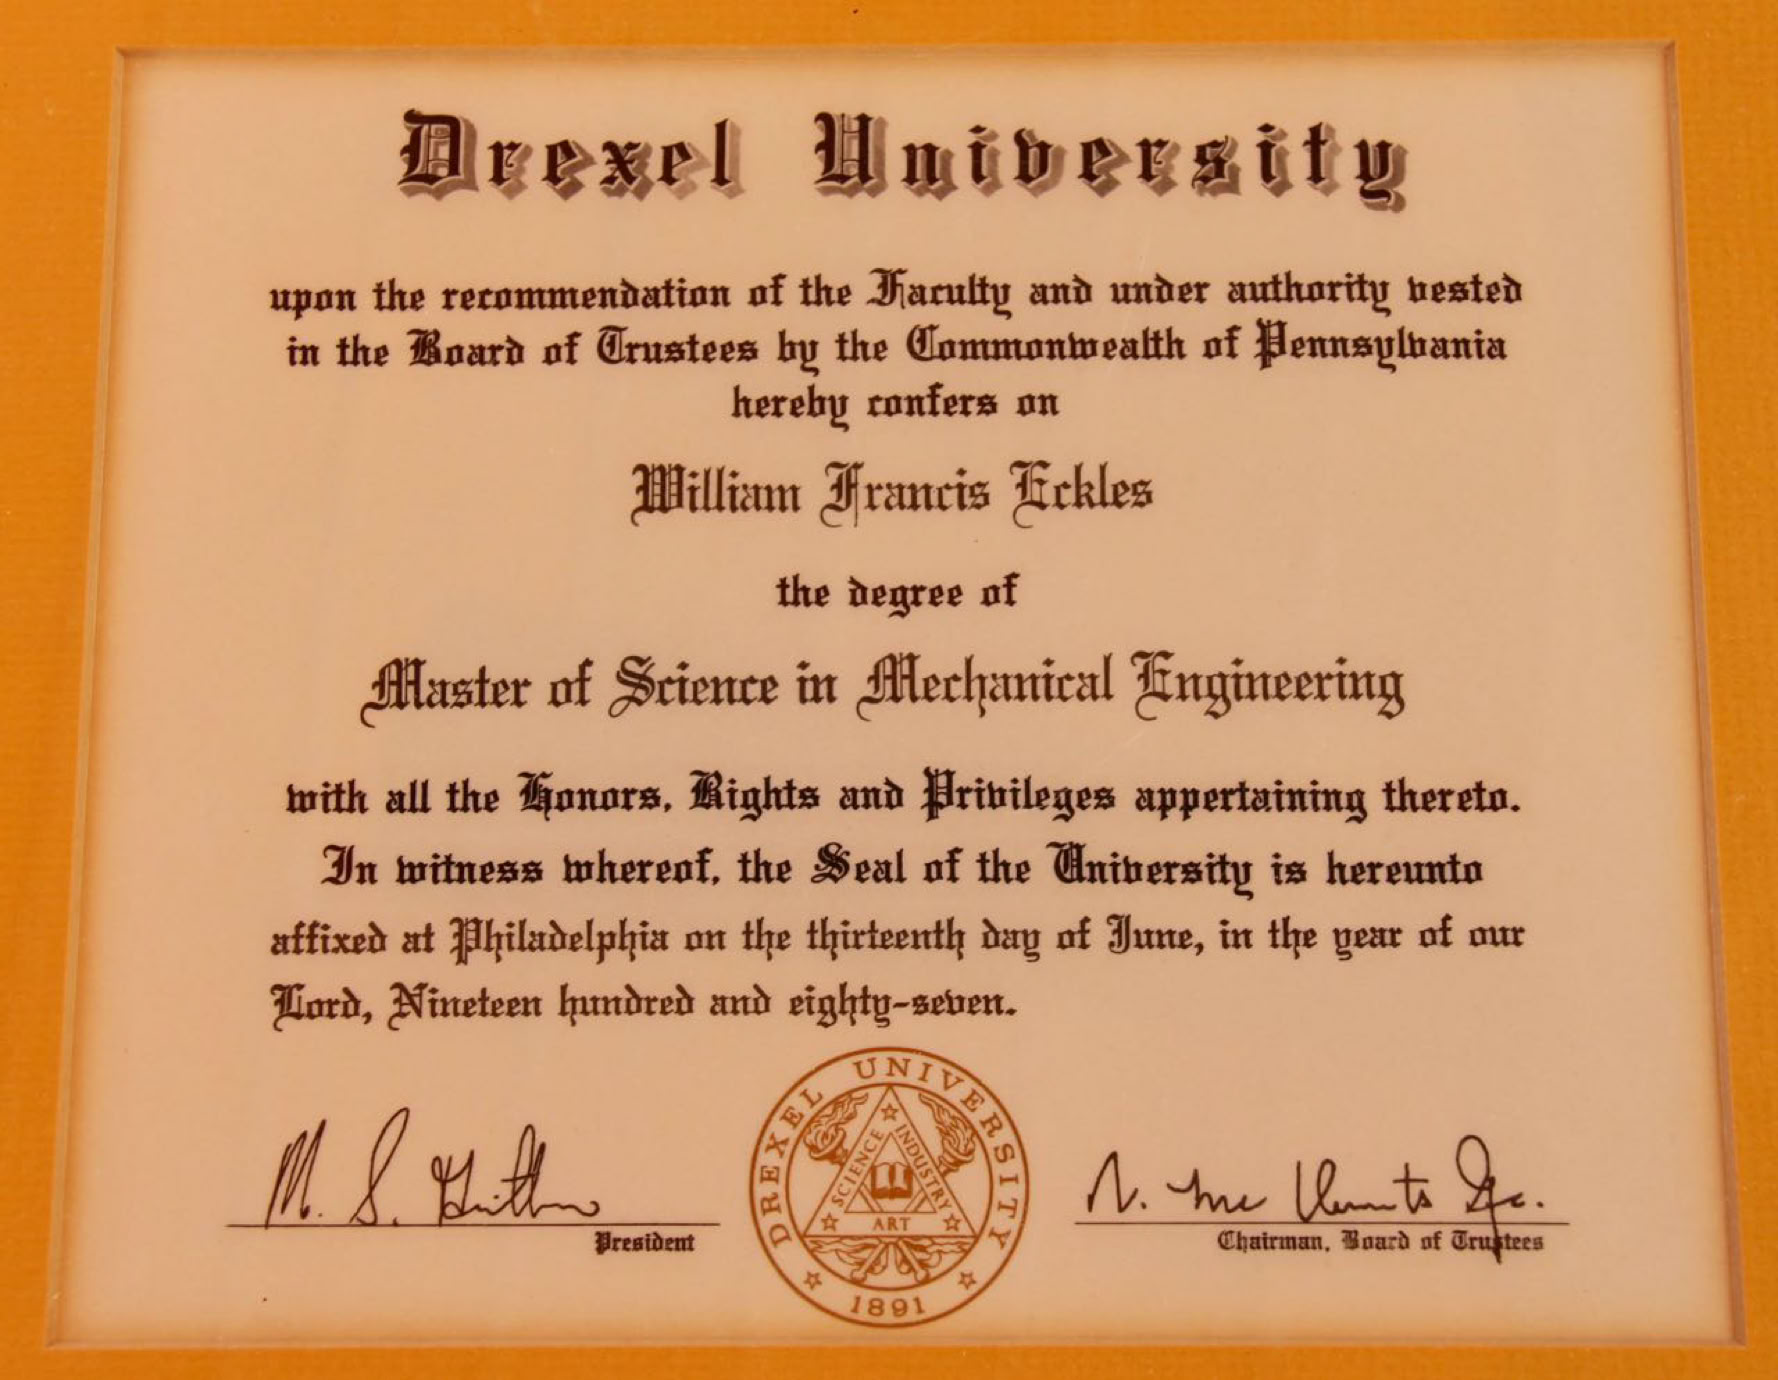 Drexel University
upon the recommendation of the Faculty and under authority vested
in the Board of Trustees by the Commonwealth of Pennsylvania
hereby confers on
William Francis Eckles
the degree of
Master of Science in Mechanical Engineering
with all the Honors, Rights and Privileges appertaining thereto.
In witness whereof, the Seal of the University is hereunto
affixed at Philadelphia on the thirteenth day of June, in the year of our
Lord, Nineteen hundred and eighty-seven.
DREXEL UNIVERSITY
SCIENCE INDUSTRY
ART
1891
M. S.
President
N. Mc
Chairman, Board of Trustees